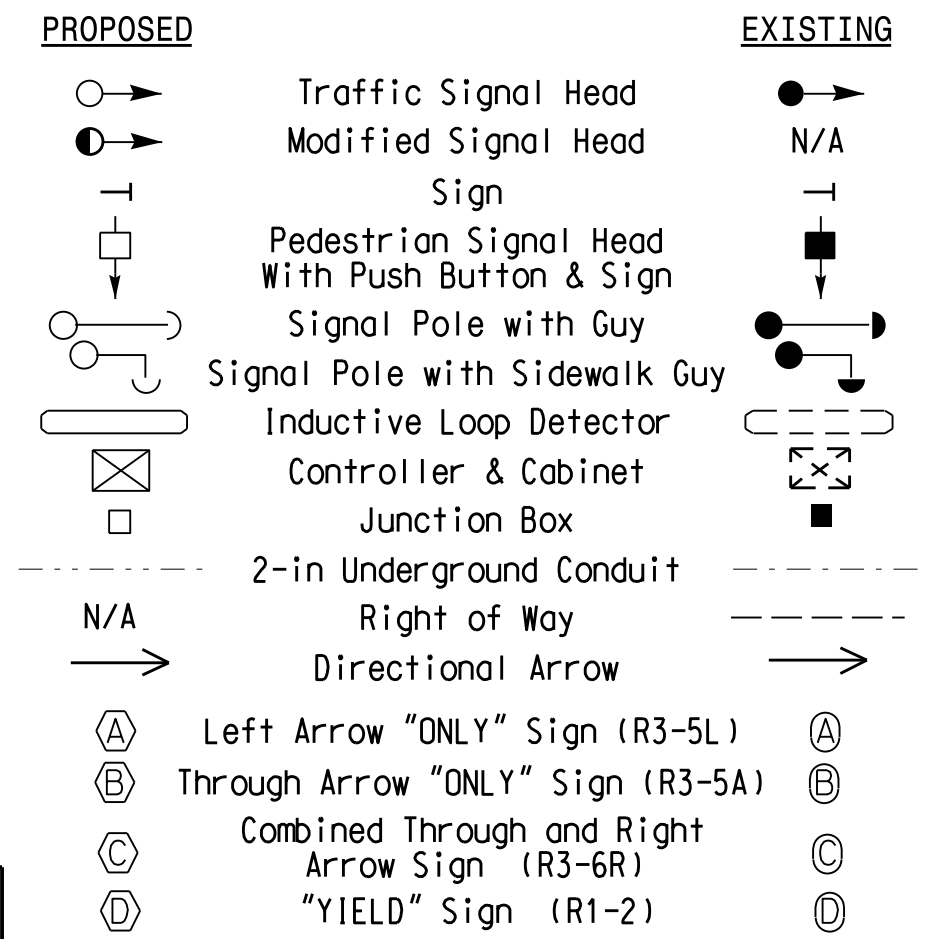 PROPOSED EXISTING
Traffic Signal Head
Modified Signal Head N/A
Sign
Pedestrian Signal Head
With Push Button & Sign
Signal Pole with Guy
Signal Pole with Sidewalk Guy
Inductive Loop Detector
Controller & Cabinet
Junction Box
2-in Underground Conduit
N/A Right of Way
Directional Arrow
A Left Arrow "ONLY" Sign (R3-5L) A
B Through Arrow "ONLY" Sign (R3-5A) B
Combined Through and Right
C Arrow Sign (R3-6R) C
D "YIELD" Sign (R1-2) D